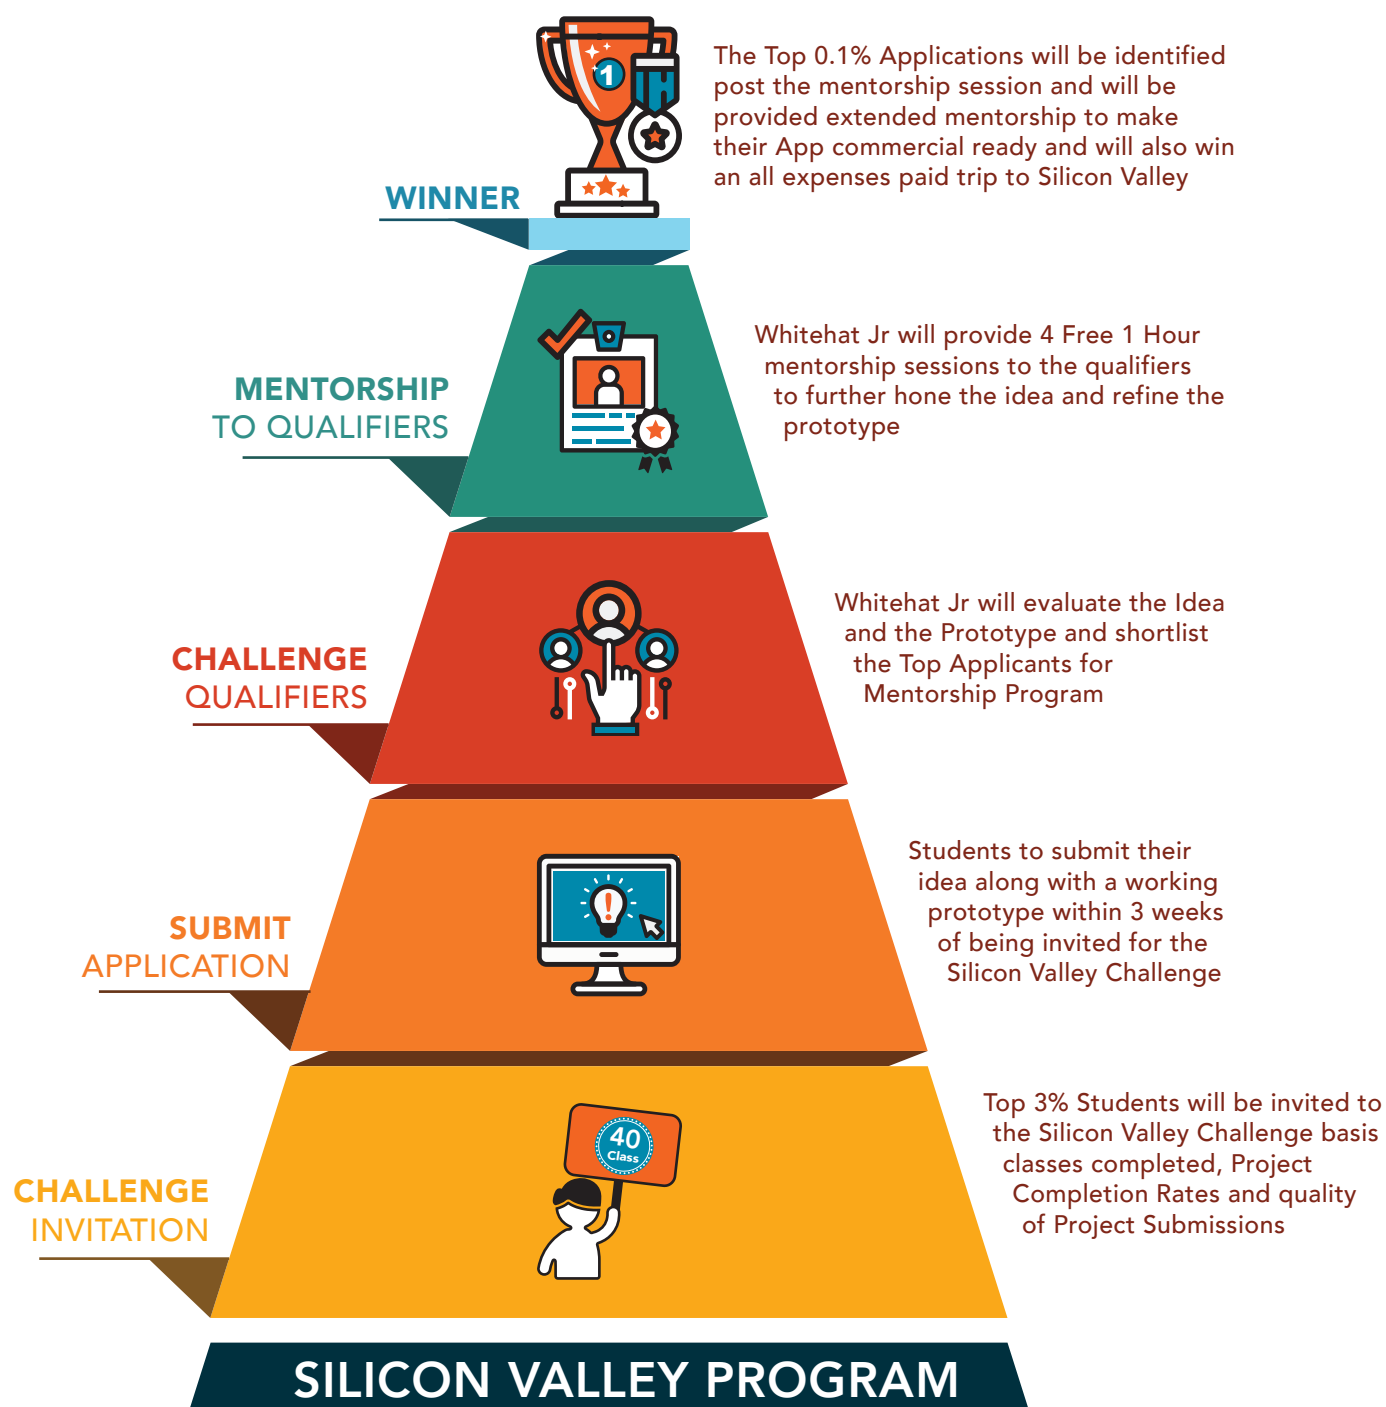 1
The Top 0.1% Applications will be identified
post the mentorship session and will be
provided extended mentorship to make
their App commercial ready and will also win
an all expenses paid trip to Silicon Valley
WINNER
Whitehat Jr will provide 4 Free 1 Hour
mentorship sessions to the qualifiers
to further hone the idea and refine the
prototype
MENTORSHIP
TO QUALIFIERS
Whitehat Jr will evaluate the Idea
and the Prototype and shortlist
the Top Applicants for
Mentorship Program
CHALLENGE
QUALIFIERS
Students to submit their
idea along with a working
prototype within 3 weeks
of being invited for the
Silicon Valley Challenge
SUBMIT
APPLICATION
Top 3% Students will be invited to
the Silicon Valley Challenge basis
classes completed, Project
Completion Rates and quality
of Project Submissions
40
Class
CHALLENGE
INVITATION
SILICON VALLEY PROGRAM